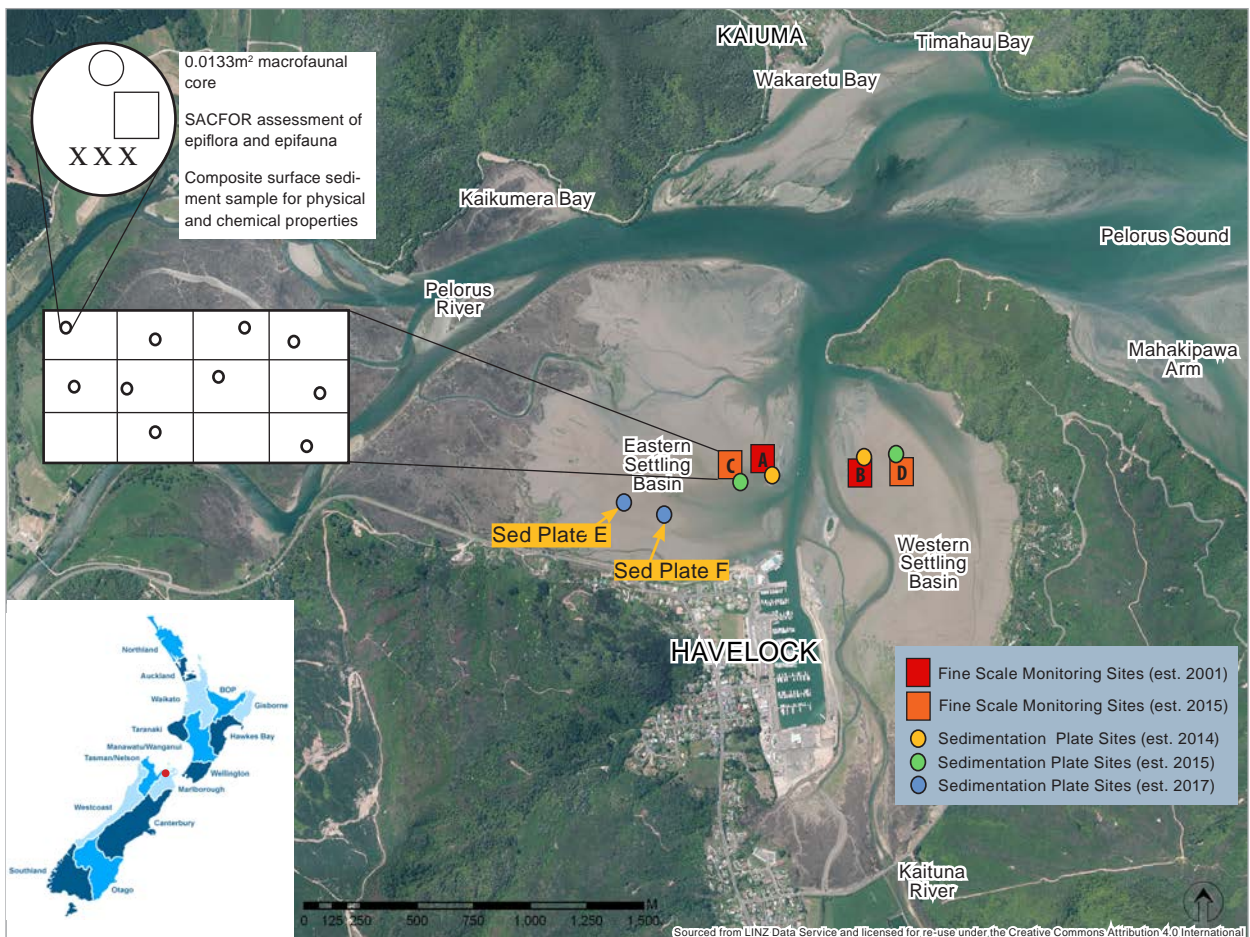 KAIUMA
Timahau Bay
Wakaretu Bay
0.0133m² macrofaunal
core
SACFOR assessment of
epiflora and epifauna
Composite surface sedi-
ment sample for physical
and chemical properties
X X X
Kaikumera Bay
Pelorus Sound
Pelorus
River
Mahakipawa
Arm
Eastern
Settling
Basin
C
A
B
D
Sed Plate E
Sed Plate F
Western
Settling
Basin
HAVELOCK
Fine Scale Monitoring Sites (est. 2001)
Fine Scale Monitoring Sites (est. 2015)
Sedimentation Plate Sites (est. 2014)
Sedimentation Plate Sites (est. 2015)
Sedimentation Plate Sites (est. 2017)
Kaituna
River
Northland
Auckland
Waikato
BOP
Gisborne
Taranaki
Hawkes Bay
Manawatu/Wanganui
Tasman/Nelson
Wellington
Marlborough
Westcoast
Canterbury
Southland
Otago
M
0 125 250 500 750 1,000 1,250 1,500
Sourced from LINZ Data Service and licensed for re-use under the Creative Commons Attribution 4.0 International